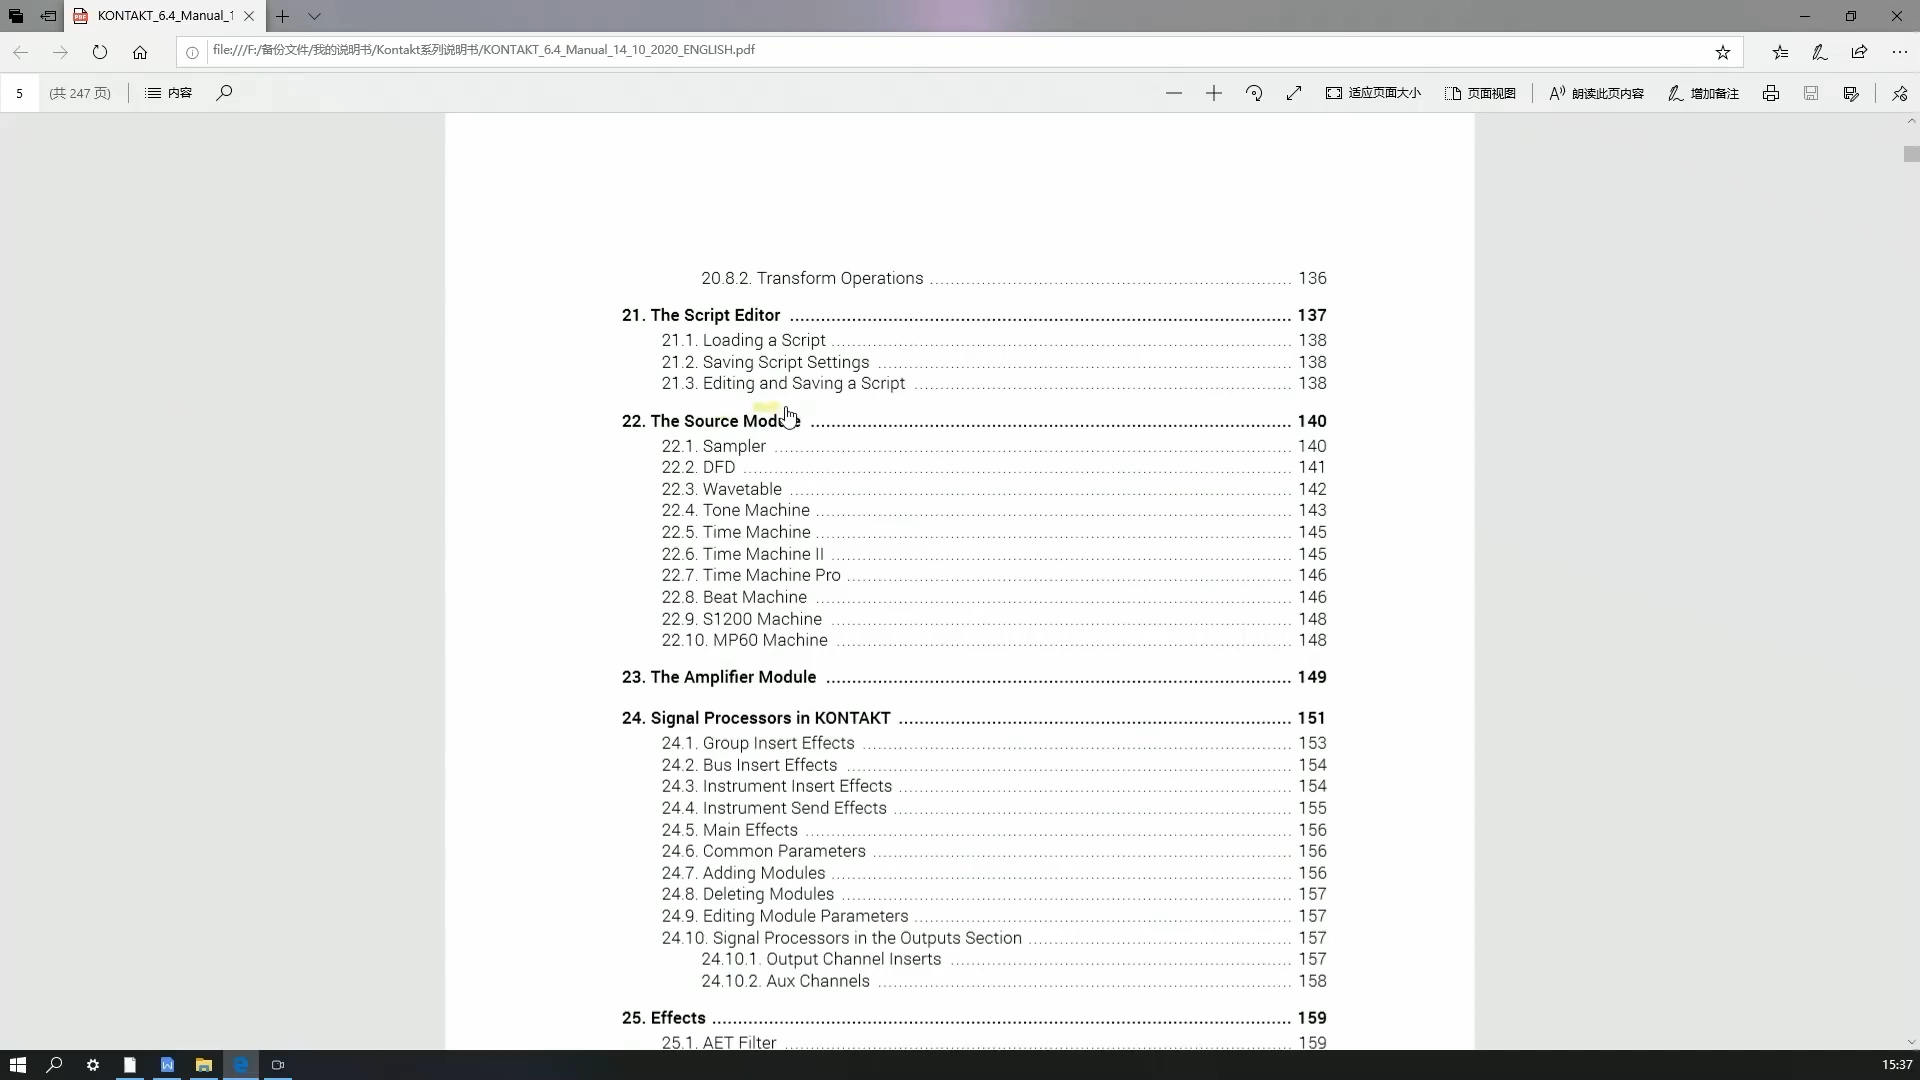 KONTAKT_6.4_Manual_1
file:///F:/备份文件/我的说明书/Kontakt系列说明书/KONTAKT_6.4_Manual_14_10_2020_ENGLISH.pdf
5 (共 247 页) 内容 适应页面大小 页面视图 朗读此页内容 增加备注
20.8.2. Transform Operations 136
21. The Script Editor 137
21.1. Loading a Script 138
21.2. Saving Script Settings 138
21.3. Editing and Saving a Script 138
22. The Source Module 140
22.1. Sampler 140
22.2. DFD 141
22.3. Wavetable 142
22.4. Tone Machine 143
22.5. Time Machine 145
22.6. Time Machine II 145
22.7. Time Machine Pro 146
22.8. Beat Machine 146
22.9. S1200 Machine 148
22.10. MP60 Machine 148
23. The Amplifier Module 149
24. Signal Processors in KONTAKT 151
24.1. Group Insert Effects 153
24.2. Bus Insert Effects 154
24.3. Instrument Insert Effects 154
24.4. Instrument Send Effects 155
24.5. Main Effects 156
24.6. Common Parameters 156
24.7. Adding Modules 156
24.8. Deleting Modules 157
24.9. Editing Module Parameters 157
24.10. Signal Processors in the Outputs Section 157
24.10.1. Output Channel Inserts 157
24.10.2. Aux Channels 158
25. Effects 159
25.1. AET Filter 159
15:37